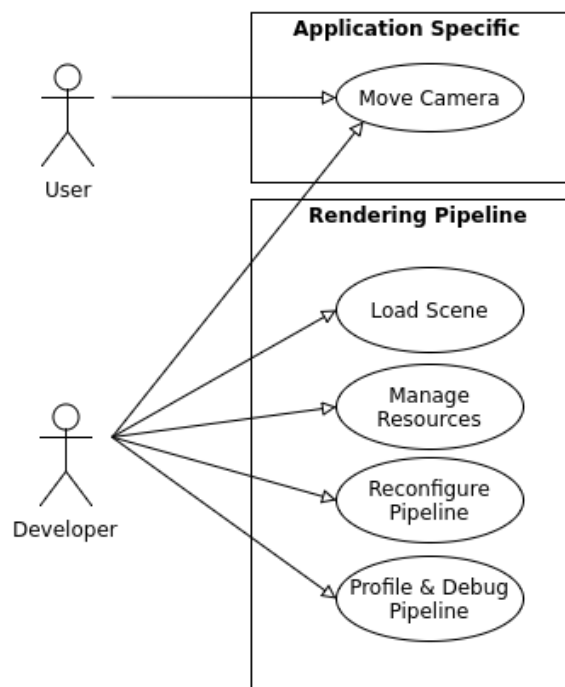 Application Specific
Move Camera
User
Rendering Pipeline
Load Scene
Manage
Resources
Reconfigure
Pipeline
Developer
Profile & Debug
Pipeline